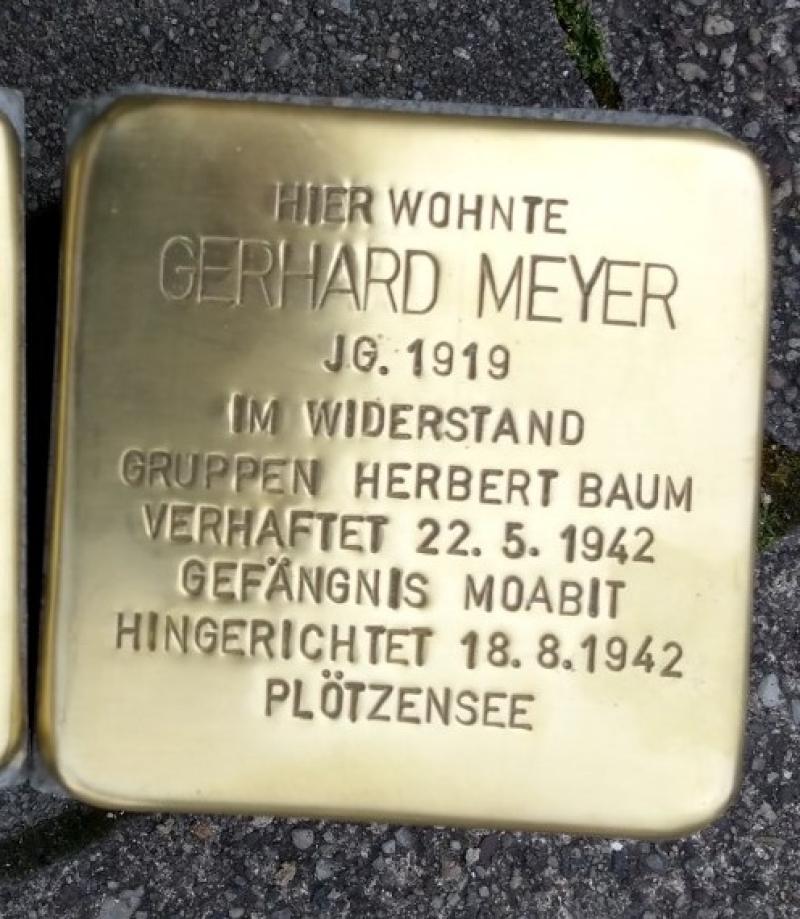 HIER WOHNTE
GERHARD MEYER
JG. 1919
IM WIDERSTAND
GRUPPEN HERBERT BAUM
VERHAFTET 22. 5. 1942
GEFÄNGNIS MOABIT
HINGERICHTET 18. 8. 1942
PLÖTZENSEE